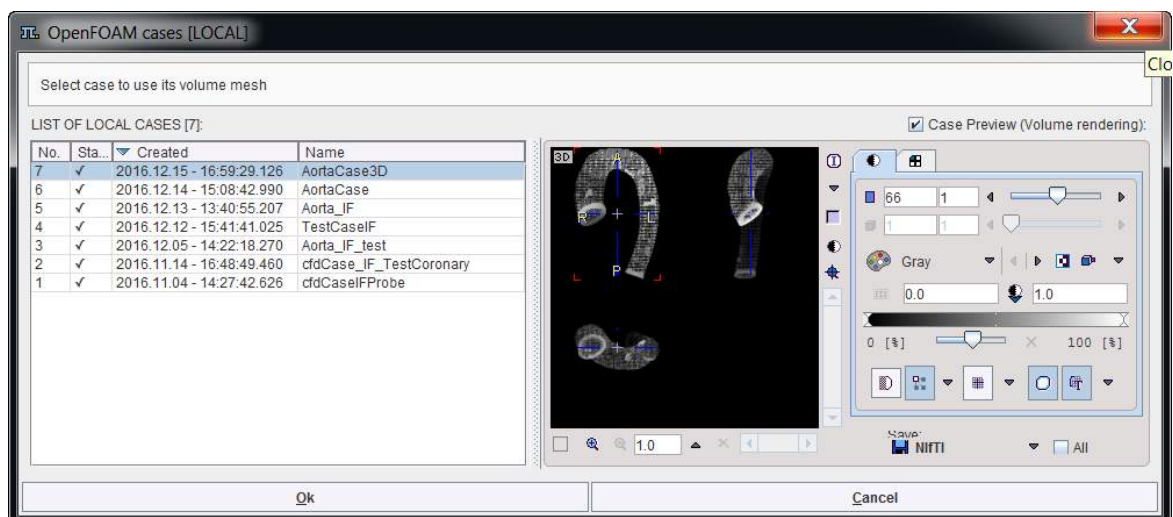 OpenFOAM cases [LOCAL]
Clo
Select case to use its volume mesh
LIST OF LOCAL CASES [7]:
Case Preview (Volume rendering):
No. Sta... Created Name
7 ✓ 2016.12.15 - 16:59:29.126 AortaCase3D
6 ✓ 2016.12.14 - 15:08:42.990 AortaCase
5 ✓ 2016.12.13 - 13:40:55.207 Aorta_IF
4 ✓ 2016.12.12 - 15:41:41.025 TestCaseIF
3 ✓ 2016.12.05 - 14:22:18.270 Aorta_IF_test
2 ✓ 2016.11.14 - 16:48:49.460 cfdCase_IF_TestCoronary
1 ✓ 2016.11.04 - 14:27:42.626 cfdCaseIFProbe
3D
A
R
L
P
1.0
66 1
1 1
Gray
0.0 1.0
0 [%] 100 [%]
Save:
NIfTI All
Ok
Cancel